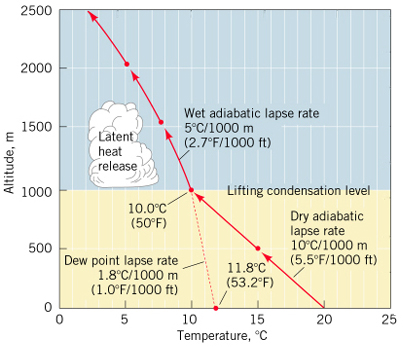 2500
2000
1500
1000
500
0
Altitude, m
Latent
heat
release
Wet adiabatic lapse rate
5°C/1000 m
(2.7°F/1000 ft)
Lifting condensation level
10.0°C
(50°F)
Dry adiabatic
lapse rate
10°C/1000 m
(5.5°F/1000 ft)
Dew point lapse rate
1.8°C/1000 m
(1.0°F/1000 ft)
11.8°C
(53.2°F)
0 5 10 15 20 25
Temperature, °C